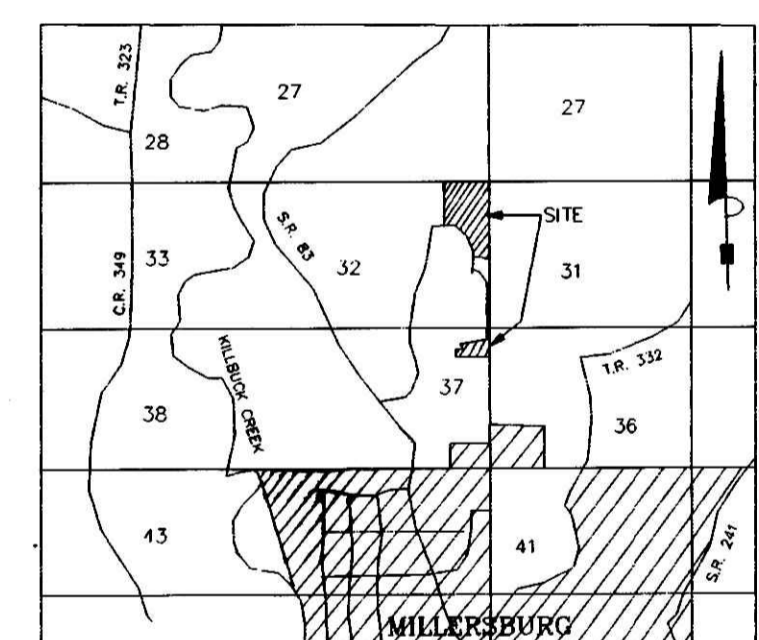 T.R. 323
27
27
28
SITE
S.R. 83
33
32
31
C.R. 349
KILLBUCK CREEK
T.R. 332
37
38
36
43
41
S.R. 241
MILLERSBURG